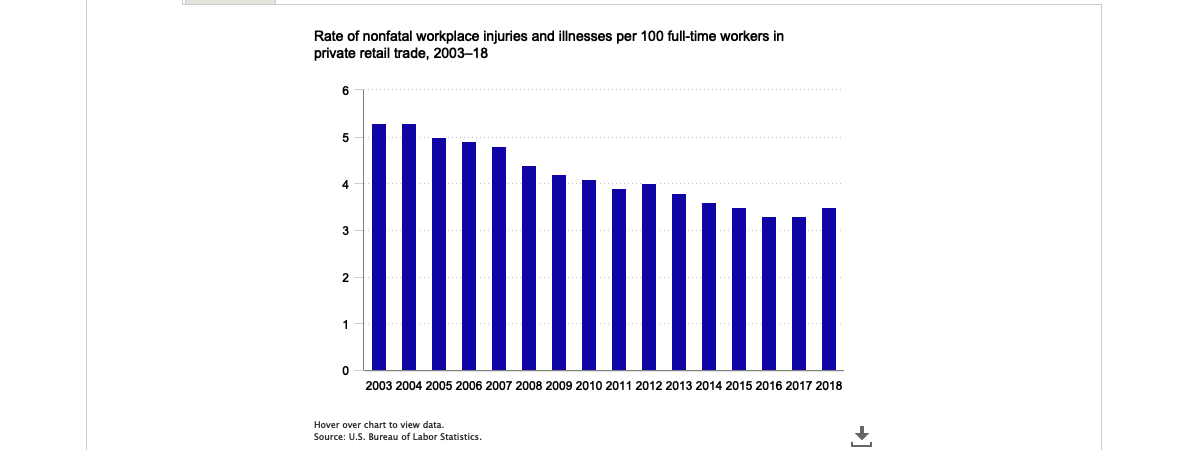 Rate of nonfatal workplace injuries and illnesses per 100 full-time workers in
private retail trade, 2003–18
6
5
4
3
2
1
0
2003 2004 2005 2006 2007 2008 2009 2010 2011 2012 2013 2014 2015 2016 2017 2018
Hover over chart to view data.
Source: U.S. Bureau of Labor Statistics.